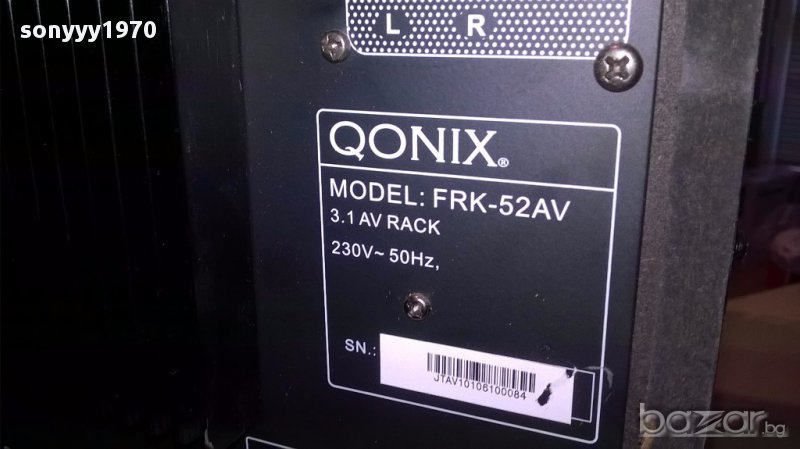 sonyyy1970
L R
QONIX®
MODEL: FRK-52AV
3.1 AV RACK
230V~ 50Hz,
SN.:
JTAV10106100084
bazar.bg